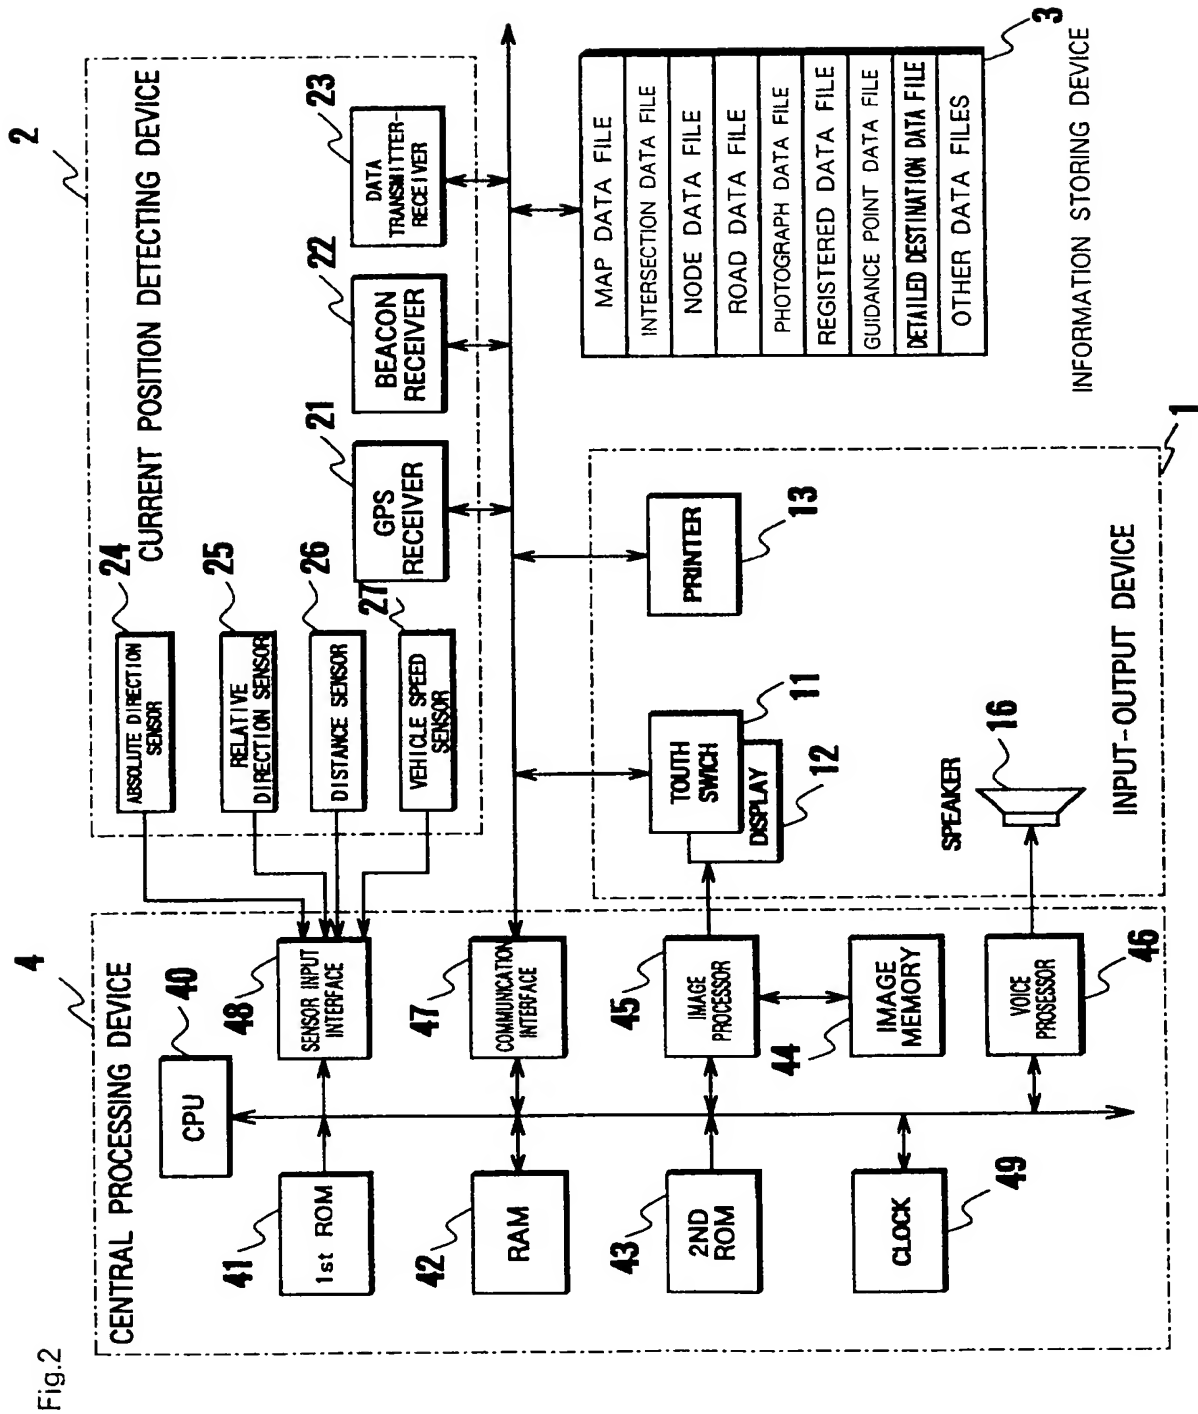 Fig.2
4
CENTRAL PROCESSING DEVICE
40
CPU
41
1st ROM
42
RAM
43
2ND
ROM
49
CLOCK
48
SENSOR INPUT
INTERFACE
47
COMMUNICATION
INTERFACE
45
IMAGE
PROCESSOR
44
IMAGE
MEMORY
46
VOICE
PROSESSOR
2
CURRENT POSITION DETECTING DEVICE
24
ABSOLUTE DIRECTION
SENSOR
25
RELATIVE
DIRECTION SENSOR
26
DISTANCE SENSOR
27
VEHICLE SPEED
SENSOR
21
GPS
RECEIVER
22
BEACON
RECEIVER
23
DATA
TRANSMITTER-
RECEIVER
1
INPUT-OUTPUT DEVICE
11
TOUTH
SWICH
12
DISPLAY
13
PRINTER
16
SPEAKER
3
INFORMATION STORING DEVICE
MAP DATA FILE
INTERSECTION DATA FILE
NODE DATA FILE
ROAD DATA FILE
PHOTOGRAPH DATA FILE
REGISTERED DATA FILE
GUIDANCE POINT DATA FILE
DETAILED DESTINATION DATA FILE
OTHER DATA FILES